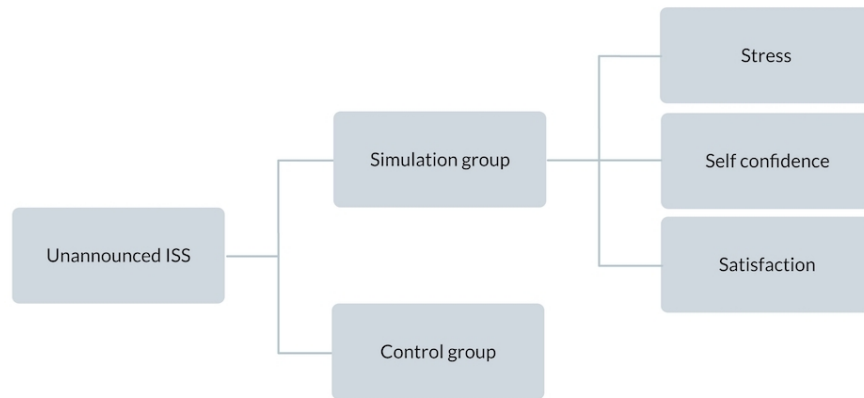 Unannounced ISS
Simulation group
Control group
Stress
Self confidence
Satisfaction